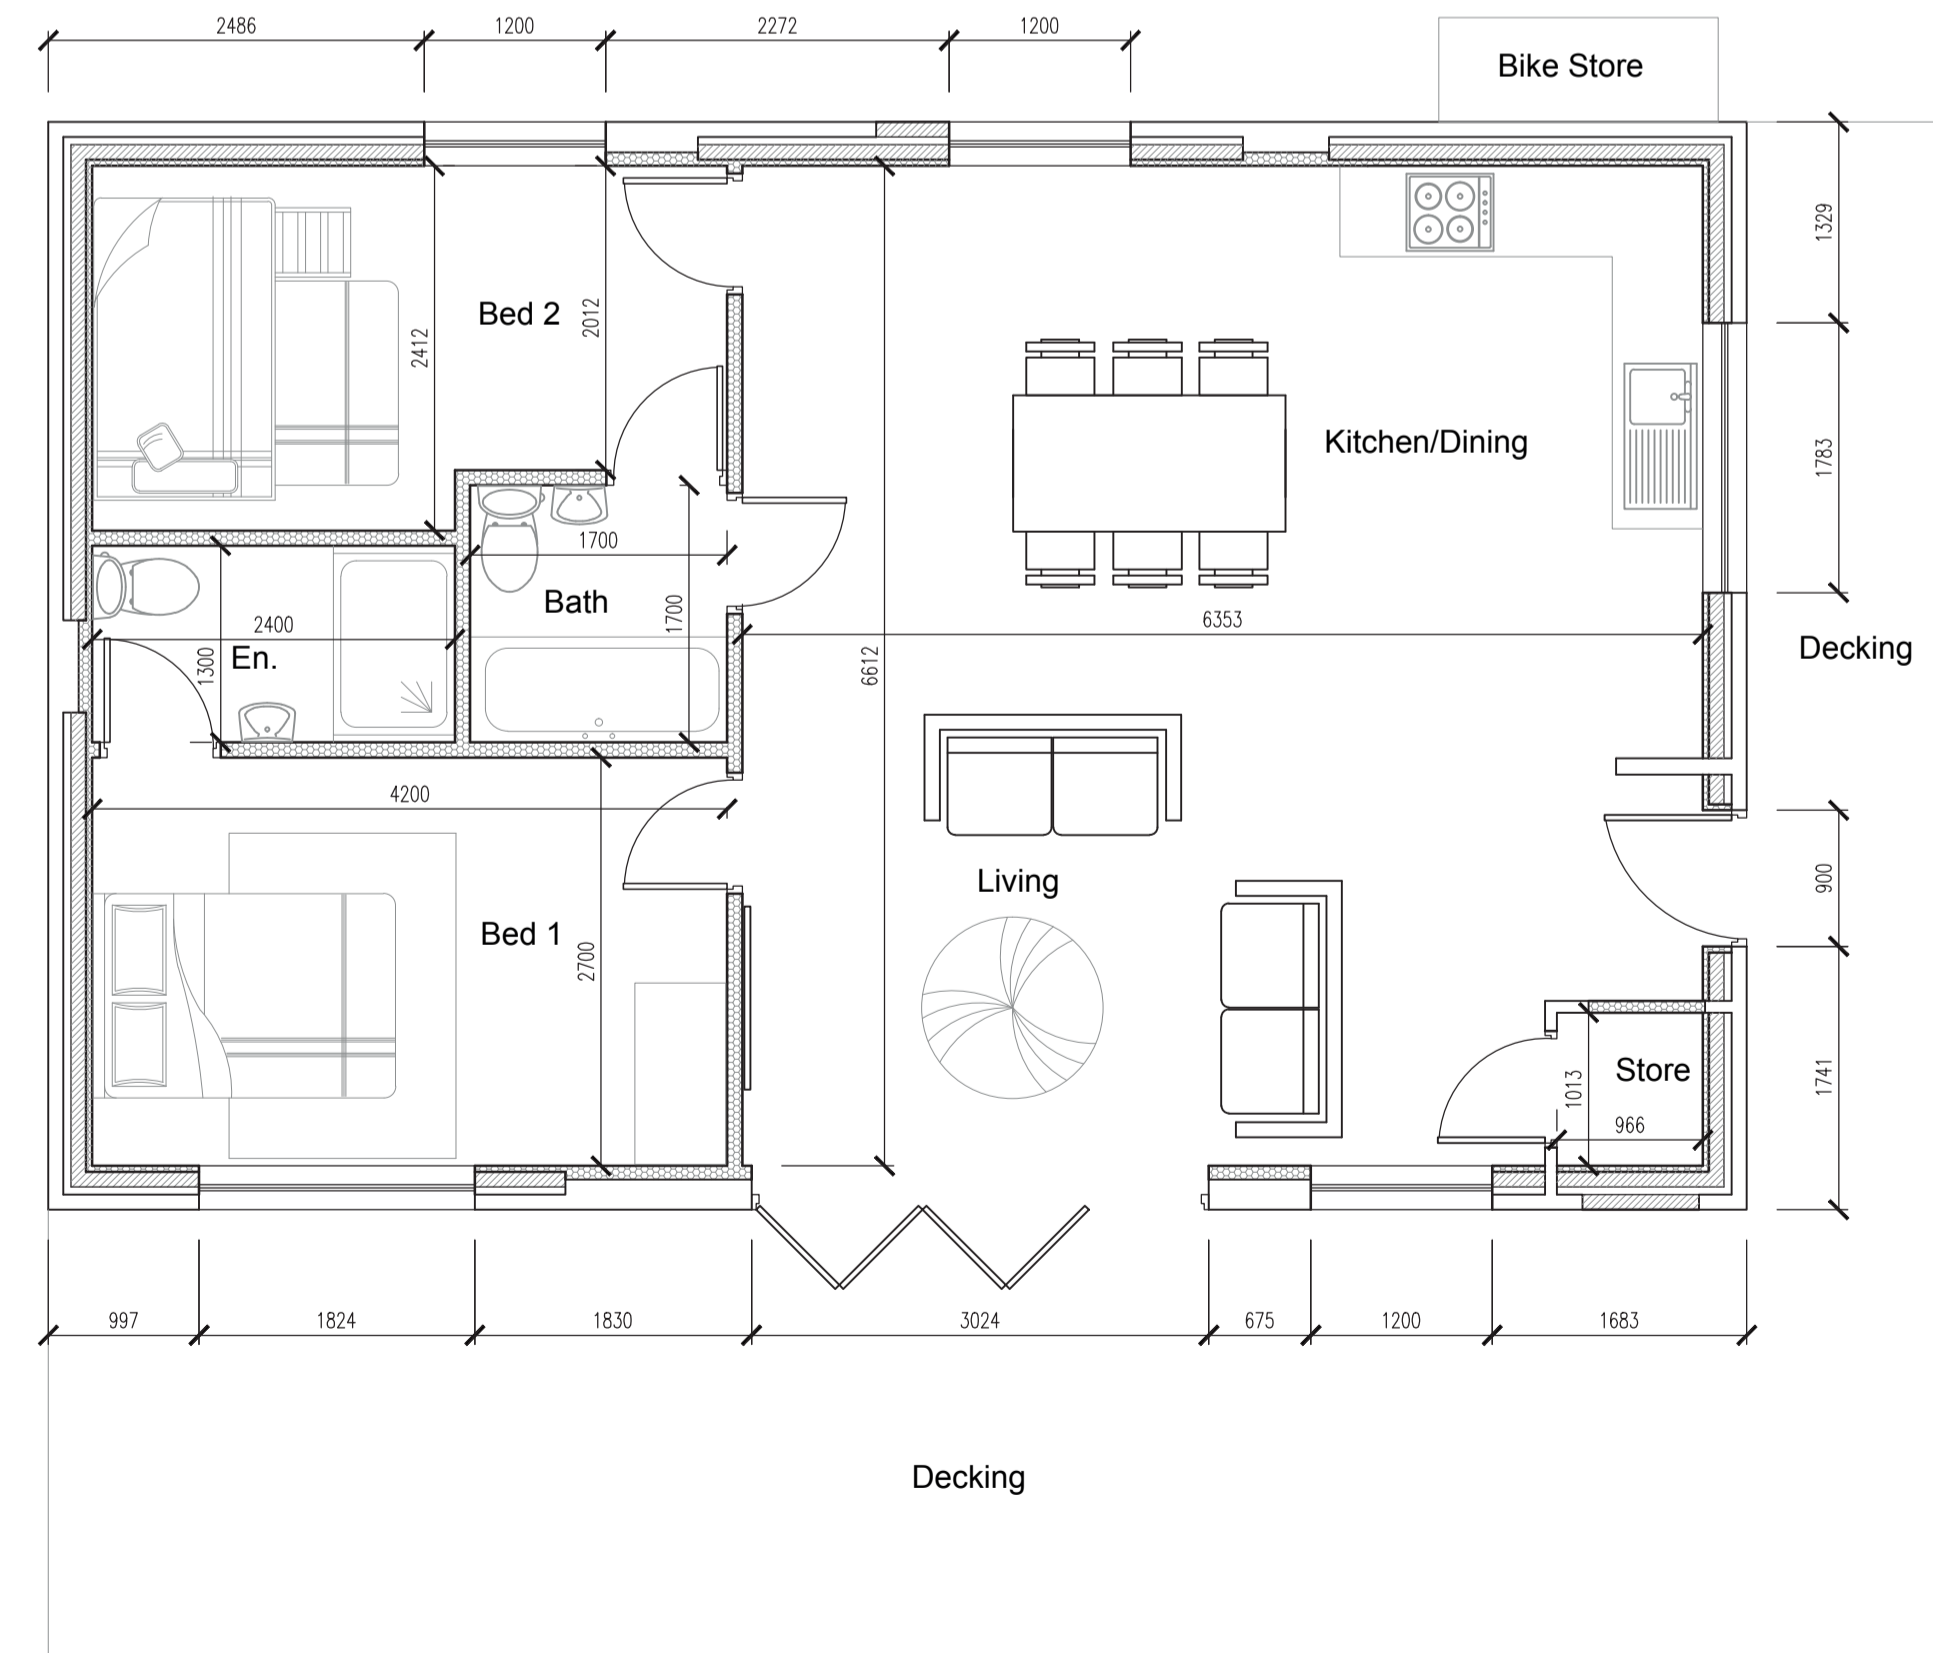 2486 1200 2272 1200
Bike Store
1329
Bed 2
2412
2012
Kitchen/Dining
1783
1700
Bath
1700
2400
En.
1300
6353
6612
Decking
4200
Living
900
Bed 1
2700
Store
1013
966
1741
997 1824 1830 3024 675 1200 1683
Decking